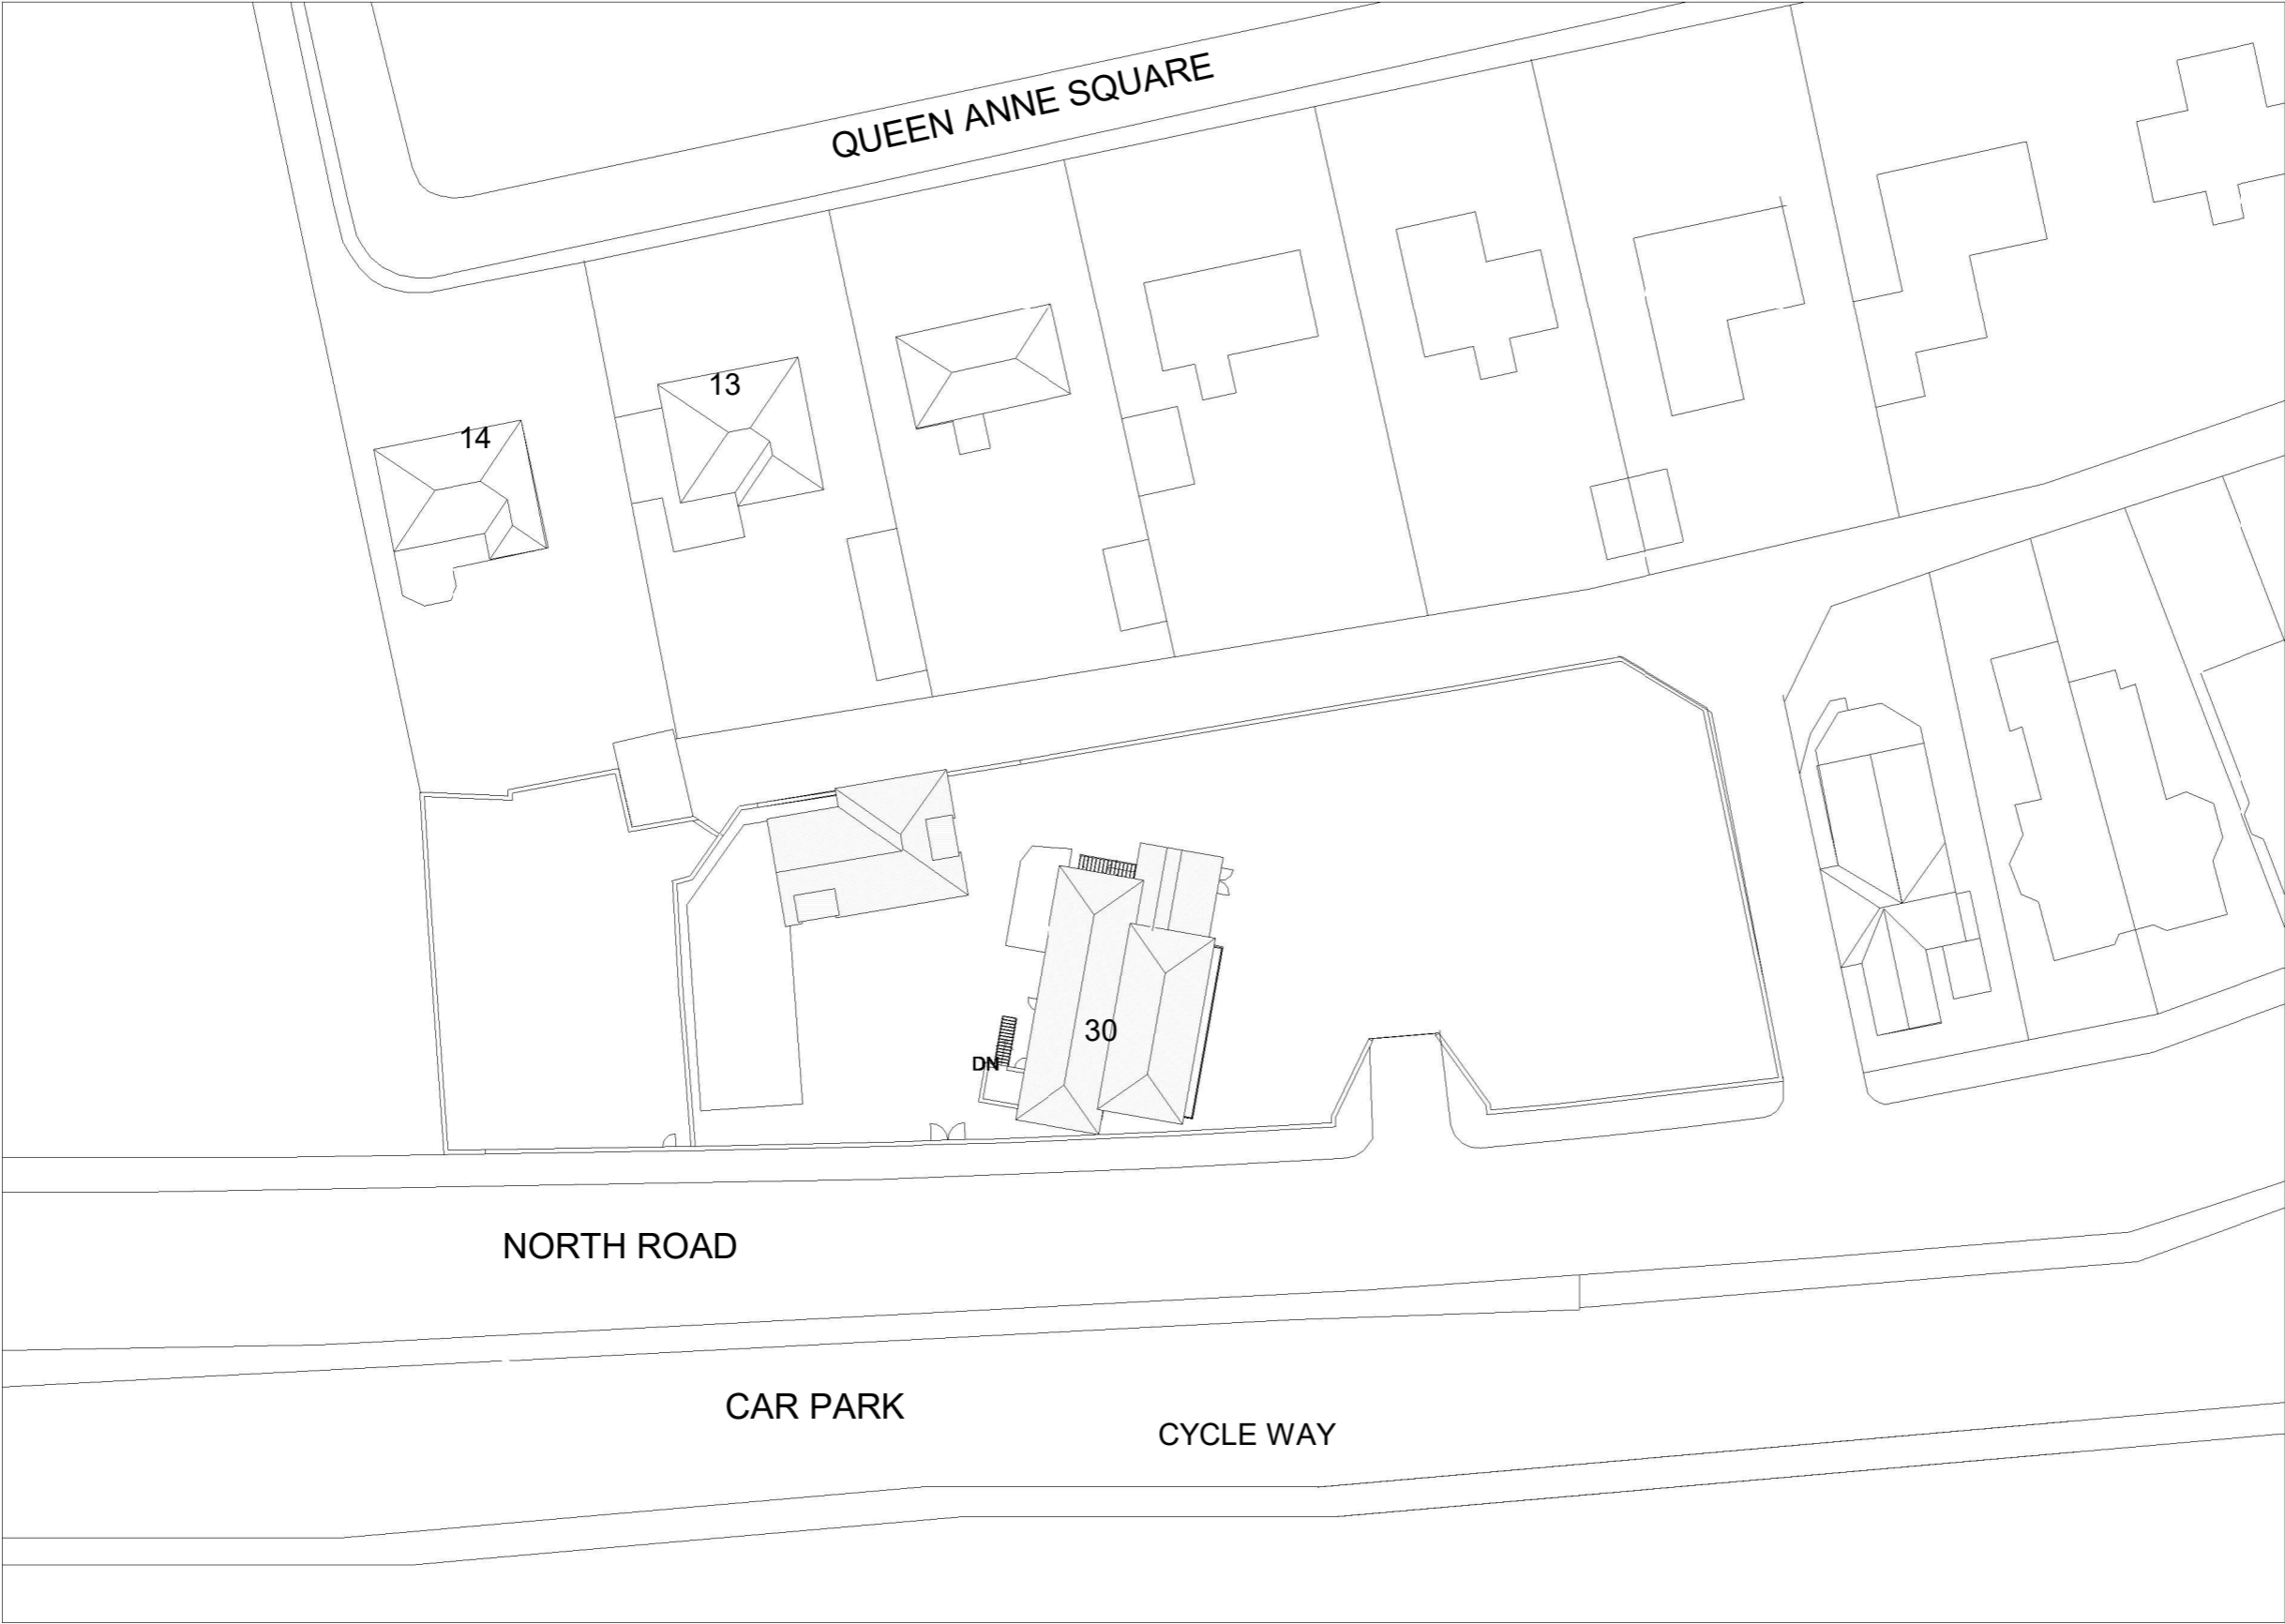 QUEEN ANNE SQUARE
13
14
30
DN
NORTH ROAD
CAR PARK
CYCLE WAY